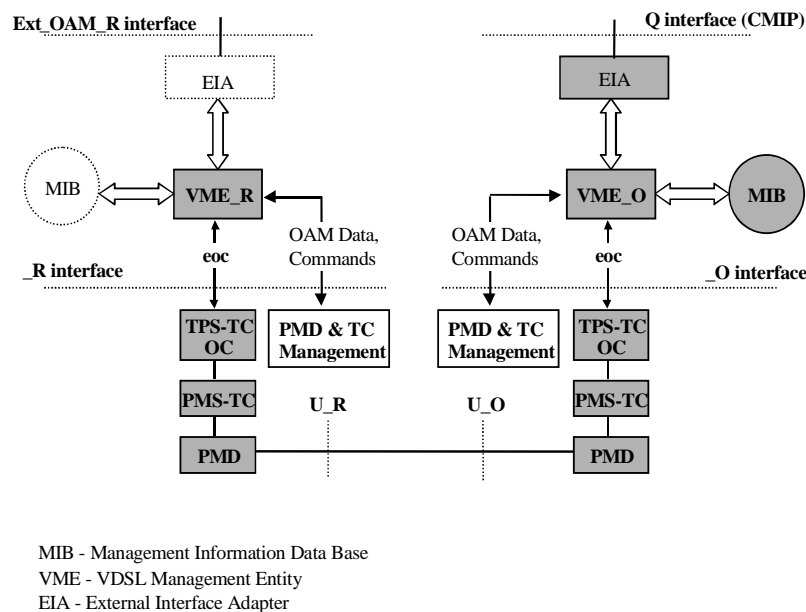 Ext_OAM_R interface
Q interface (CMIP)
EIA
EIA
MIB
VME_R
VME_O
MIB
OAM Data,
Commands
OAM Data,
Commands
eoc
eoc
_R interface
_O interface
TPS-TC
OC
PMD & TC
Management
PMD & TC
Management
TPS-TC
OC
PMS-TC
PMS-TC
U_R
U_O
PMD
PMD
MIB - Management Information Data Base
VME - VDSL Management Entity
EIA - External Interface Adapter